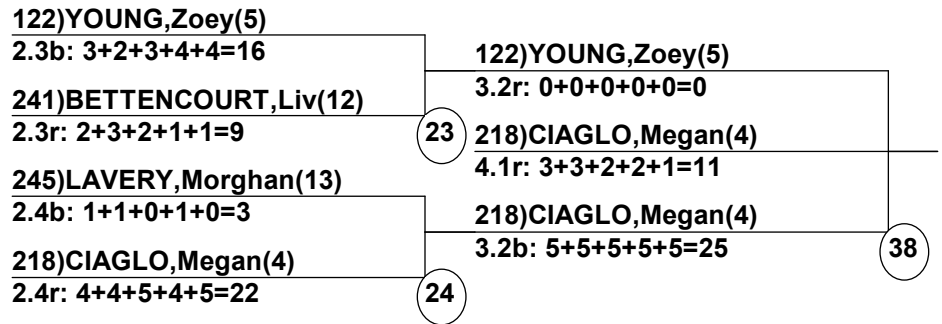 122)YOUNG,Zoey(5)
2.3b: 3+2+3+4+4=16
241)BETTENCOURT,Liv(12)
2.3r: 2+3+2+1+1=9
23
245)LAVERY,Morghan(13)
2.4b: 1+1+0+1+0=3
218)CIAGLO,Megan(4)
2.4r: 4+4+5+4+5=22
24
122)YOUNG,Zoey(5)
3.2r: 0+0+0+0+0=0
218)CIAGLO,Megan(4)
4.1r: 3+3+2+2+1=11
218)CIAGLO,Megan(4)
3.2b: 5+5+5+5+5=25
38